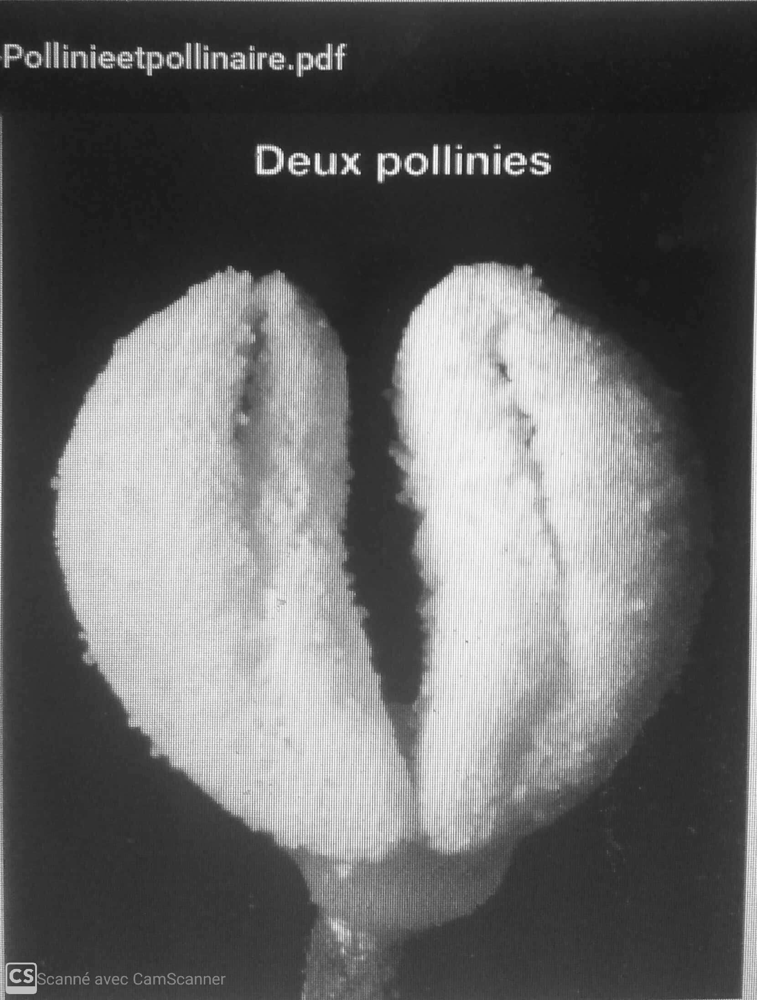 Pollinieetpollinaire.pdf
Deux pollinies
CS Scanné avec CamScanner